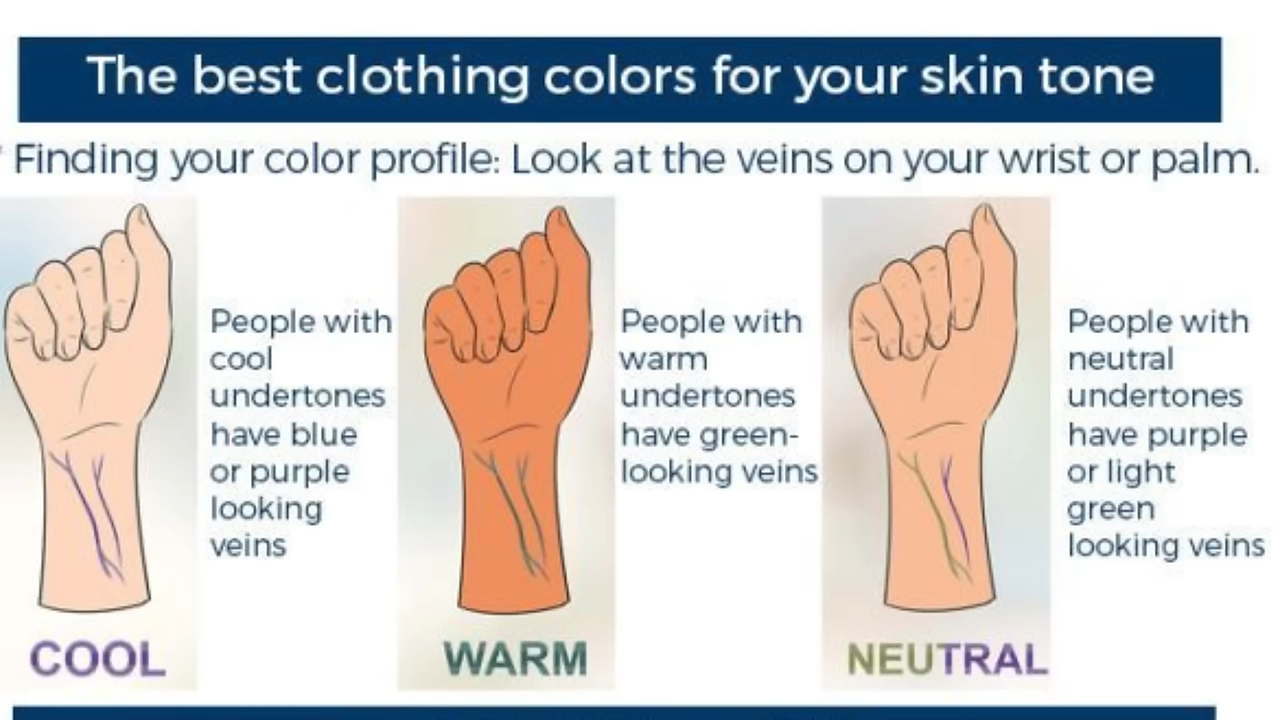 The best clothing colors for your skin tone
Finding your color profile: Look at the veins on your wrist or palm.
People with
cool
undertones
have blue
or purple
looking
veins
COOL
People with
warm
undertones
have green-
looking veins
WARM
People with
neutral
undertones
have purple
or light
green
looking veins
NEUTRAL